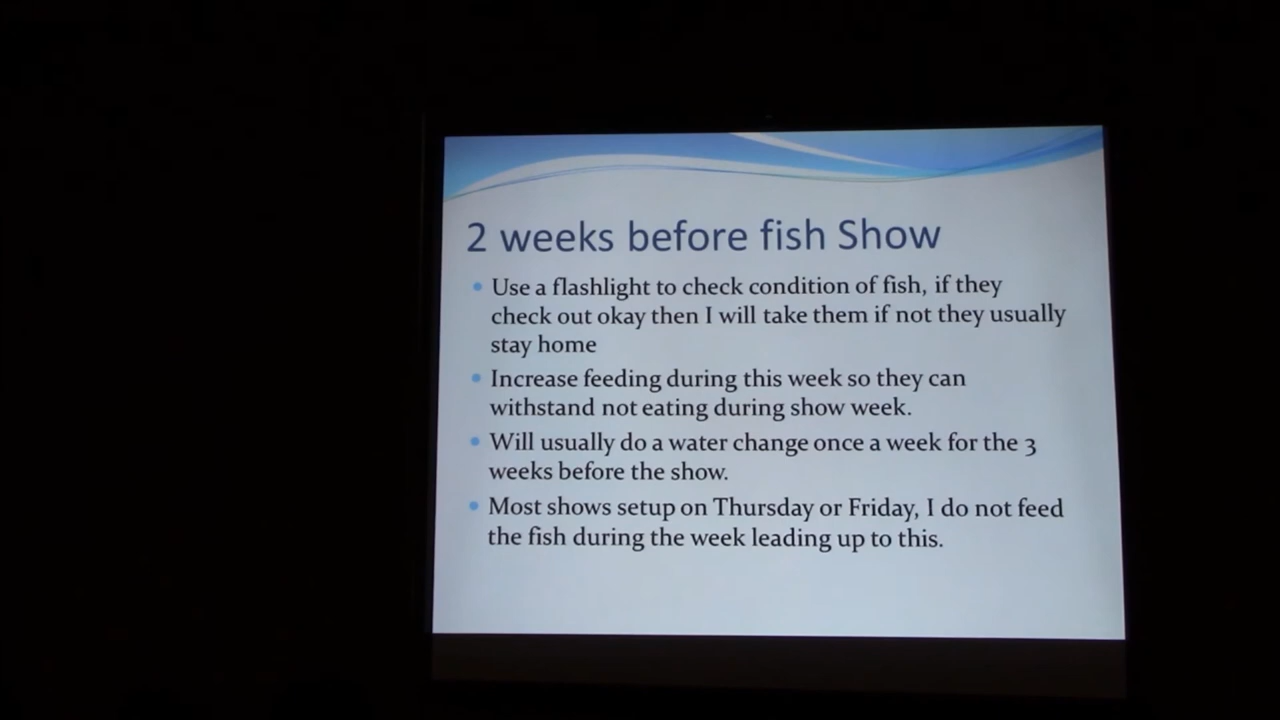 2 weeks before fish Show
Use a flashlight to check condition of fish, if they
check out okay then I will take them if not they usually
stay home
Increase feeding during this week so they can
withstand not eating during show week.
Will usually do a water change once a week for the 3
weeks before the show.
Most shows setup on Thursday or Friday, I do not feed
the fish during the week leading up to this.